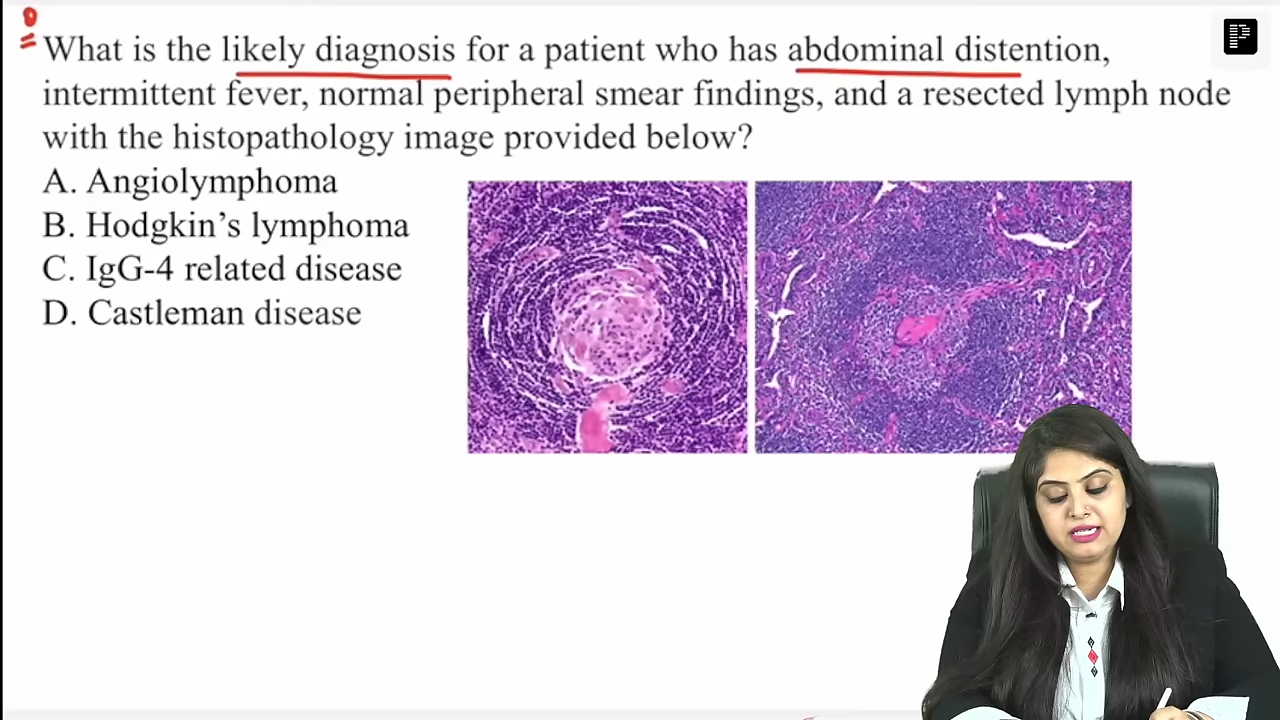 What is the likely diagnosis for a patient who has abdominal distention,
intermittent fever, normal peripheral smear findings, and a resected lymph node
with the histopathology image provided below?
A. Angiolymphoma
B. Hodgkin’s lymphoma
C. IgG-4 related disease
D. Castleman disease